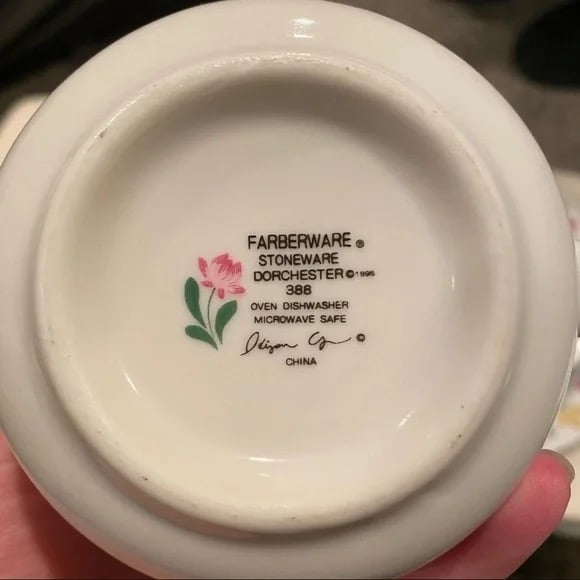 FARBERWARE ®
STONEWARE
DORCHESTER © 1995
388
OVEN DISHWASHER
MICROWAVE SAFE
©
CHINA